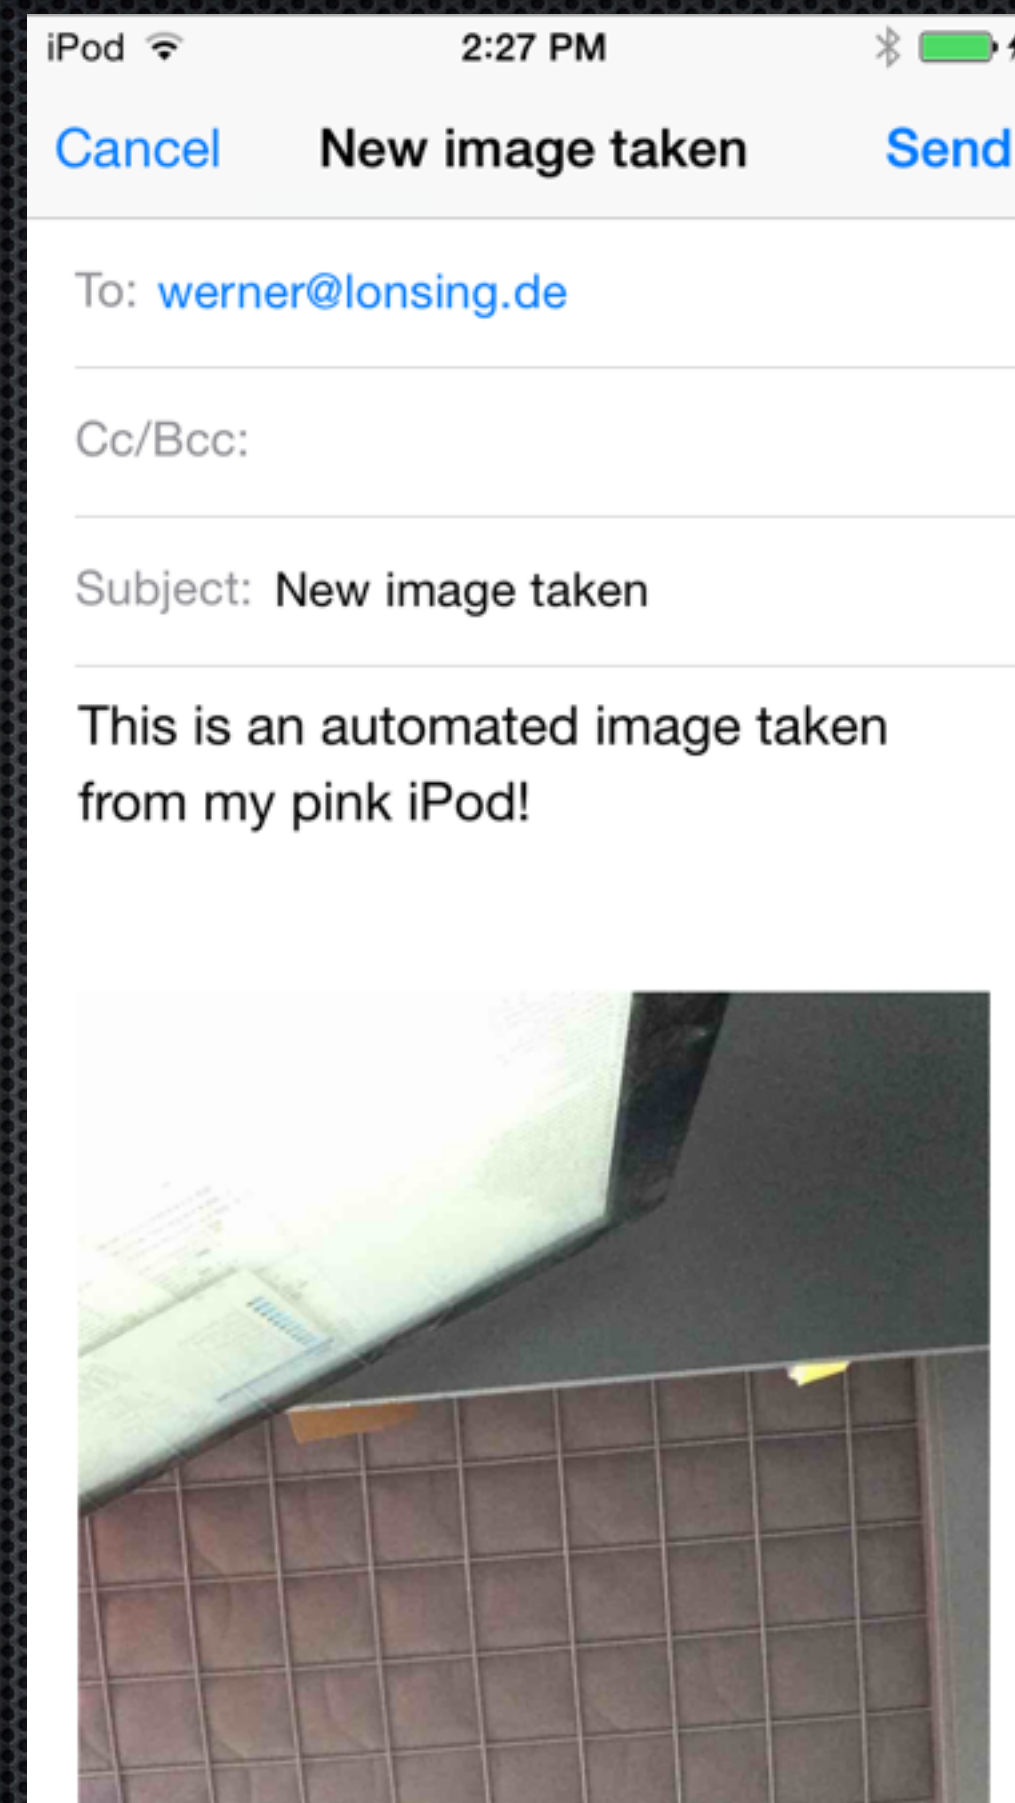 iPod 2:27 PM
Cancel New image taken Send
To: werner@lonsing.de
Cc/Bcc:
Subject: New image taken
This is an automated image taken
from my pink iPod!